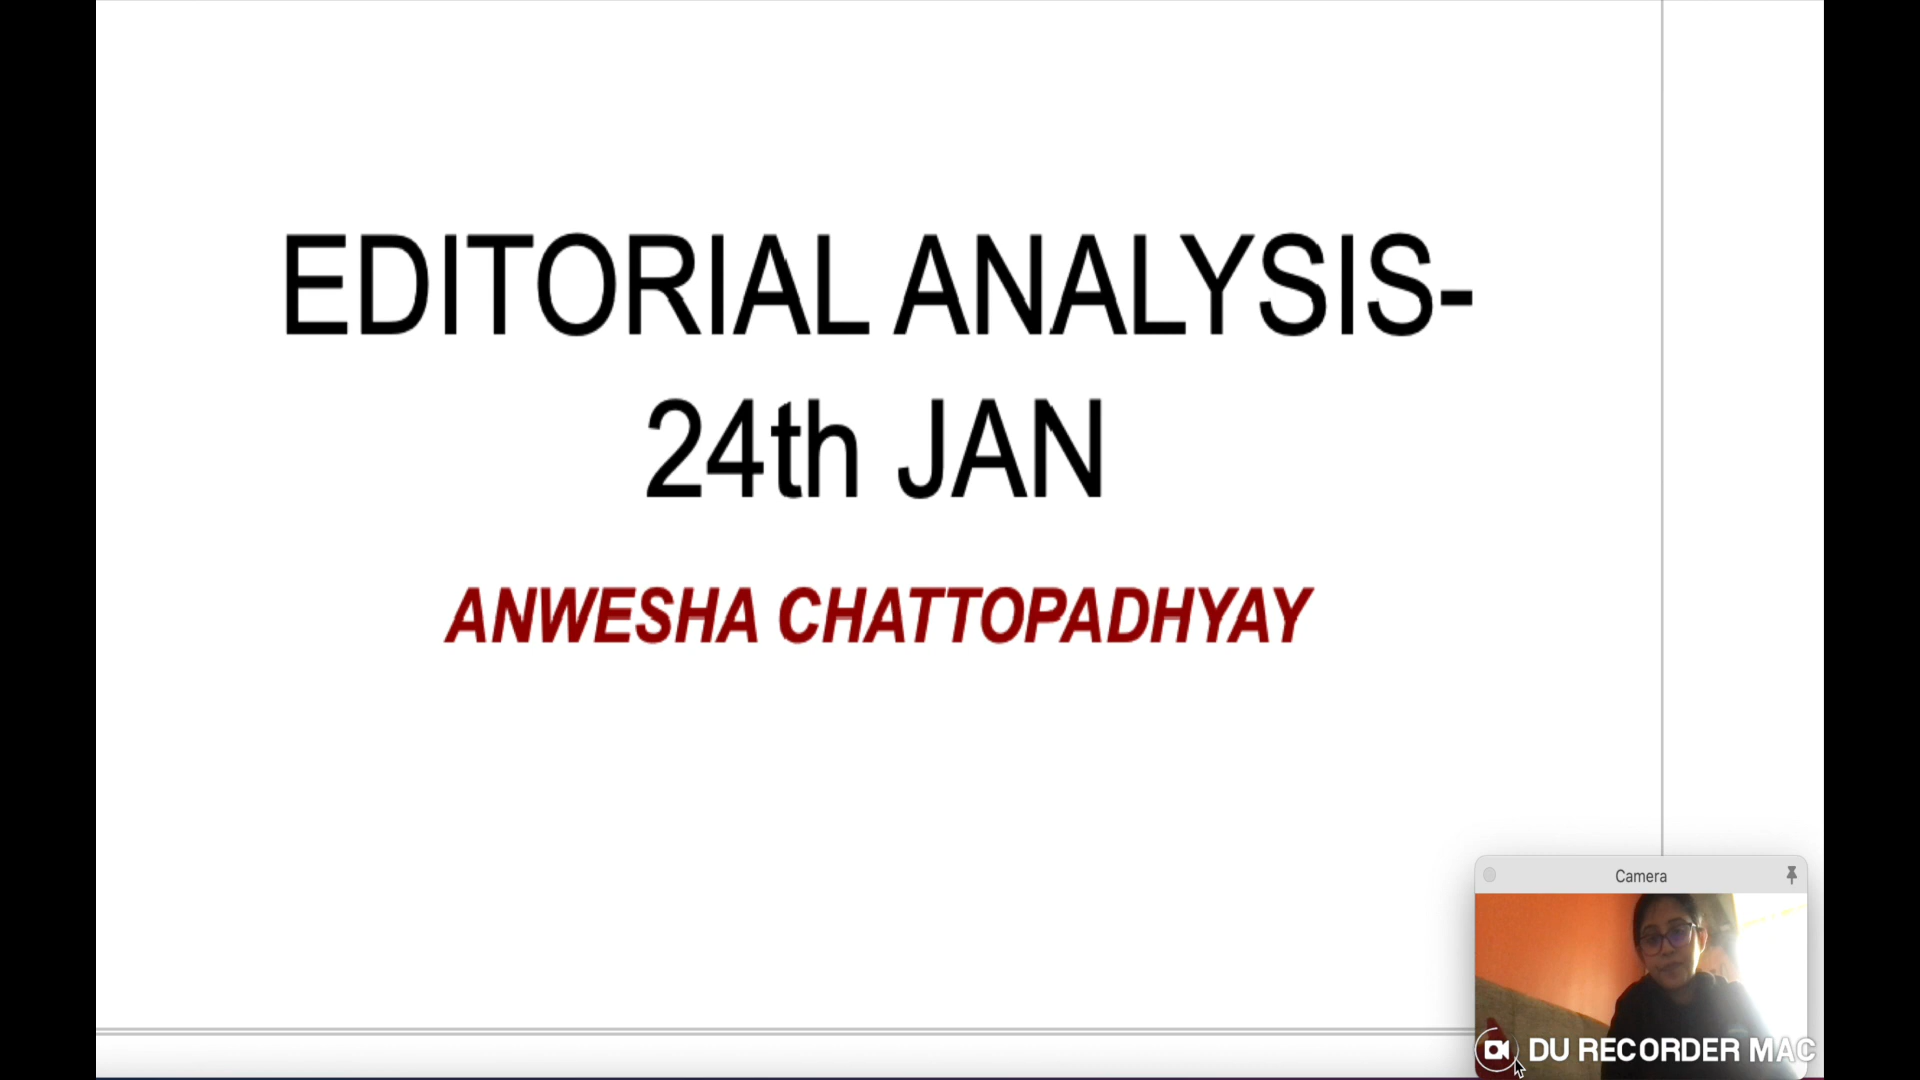 EDITORIAL ANALYSIS-
24th JAN
ANWESHA CHATTOPADHYAY
Camera
DU RECORDER MAC